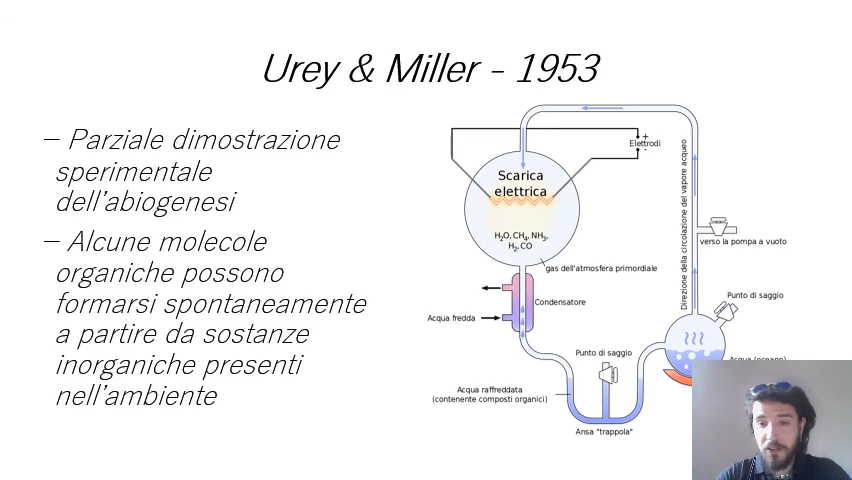 Urey & Miller - 1953
– Parziale dimostrazione
sperimentale
dell'abiogenesi
– Alcune molecole
organiche possono
formarsi spontaneamente
a partire da sostanze
inorganiche presenti
nell'ambiente
+
Elettrodi
-
Scarica
elettrica
H2O, CH4, NH3,
H2, CO
gas dell'atmosfera primordiale
Condensatore
Acqua fredda
Direzione della circolazione del vapore acqueo
verso la pompa a vuoto
Punto di saggio
Acqua (oceano)
Punto di saggio
Acqua raffreddata
(contenente composti organici)
Ansa "trappola"